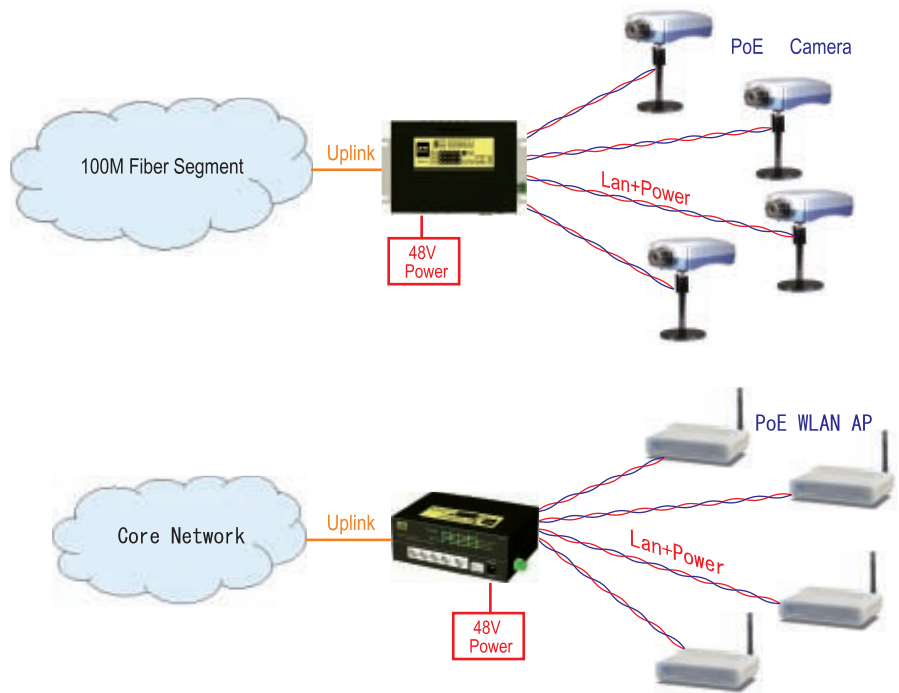 PoE Camera
100M Fiber Segment
Uplink
Lan+Power
48V
Power
PoE WLAN AP
Core Network
Uplink
Lan+Power
48V
Power